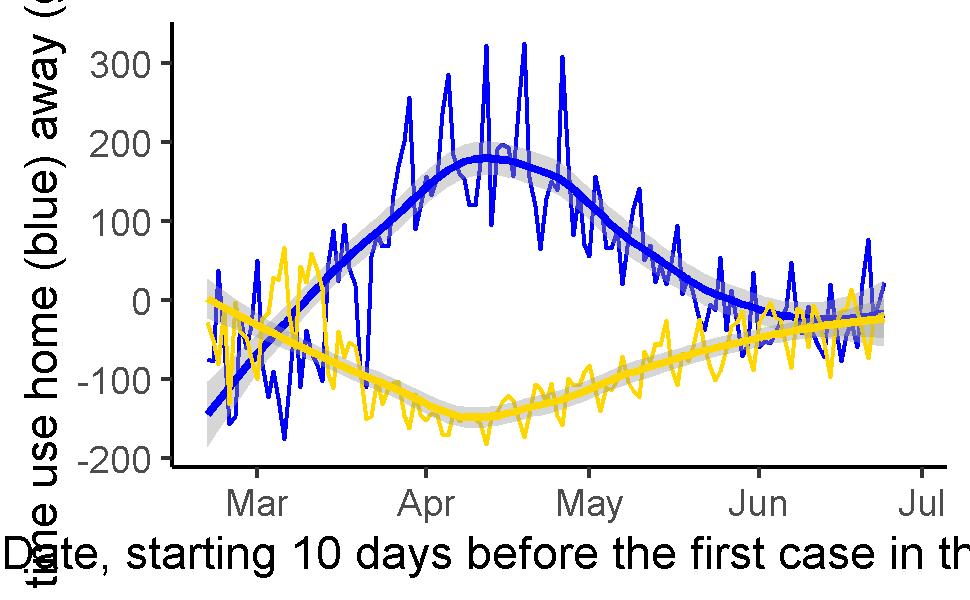 time use home (blue) away (
300
200
100
0
-100
-200
Mar Apr May Jun Jul
Date, starting 10 days before the first case in th